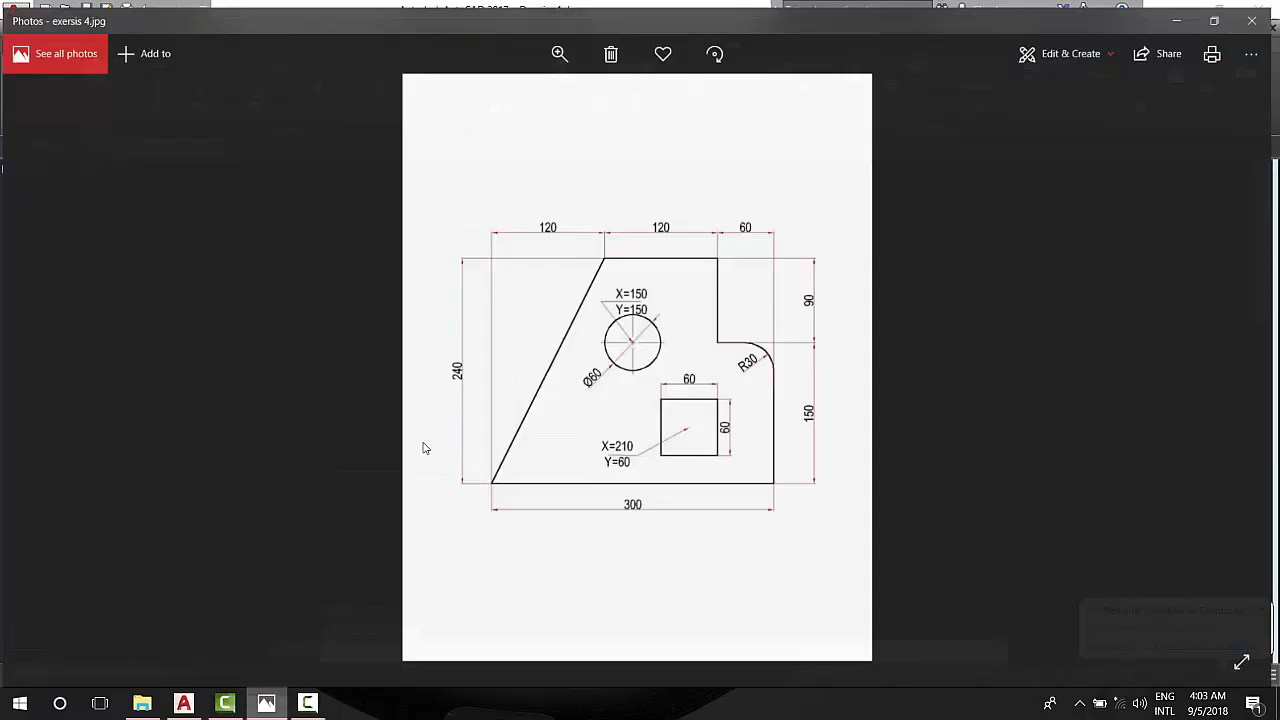 Photos - exersis 4.jpg
See all photos
Add to
Edit & Create
Share
120
120
60
X=150
Y=150
90
R30
240
Ø60
60
150
60
X=210
Y=60
300
ENG
INTL
4:03 AM
9/5/2018